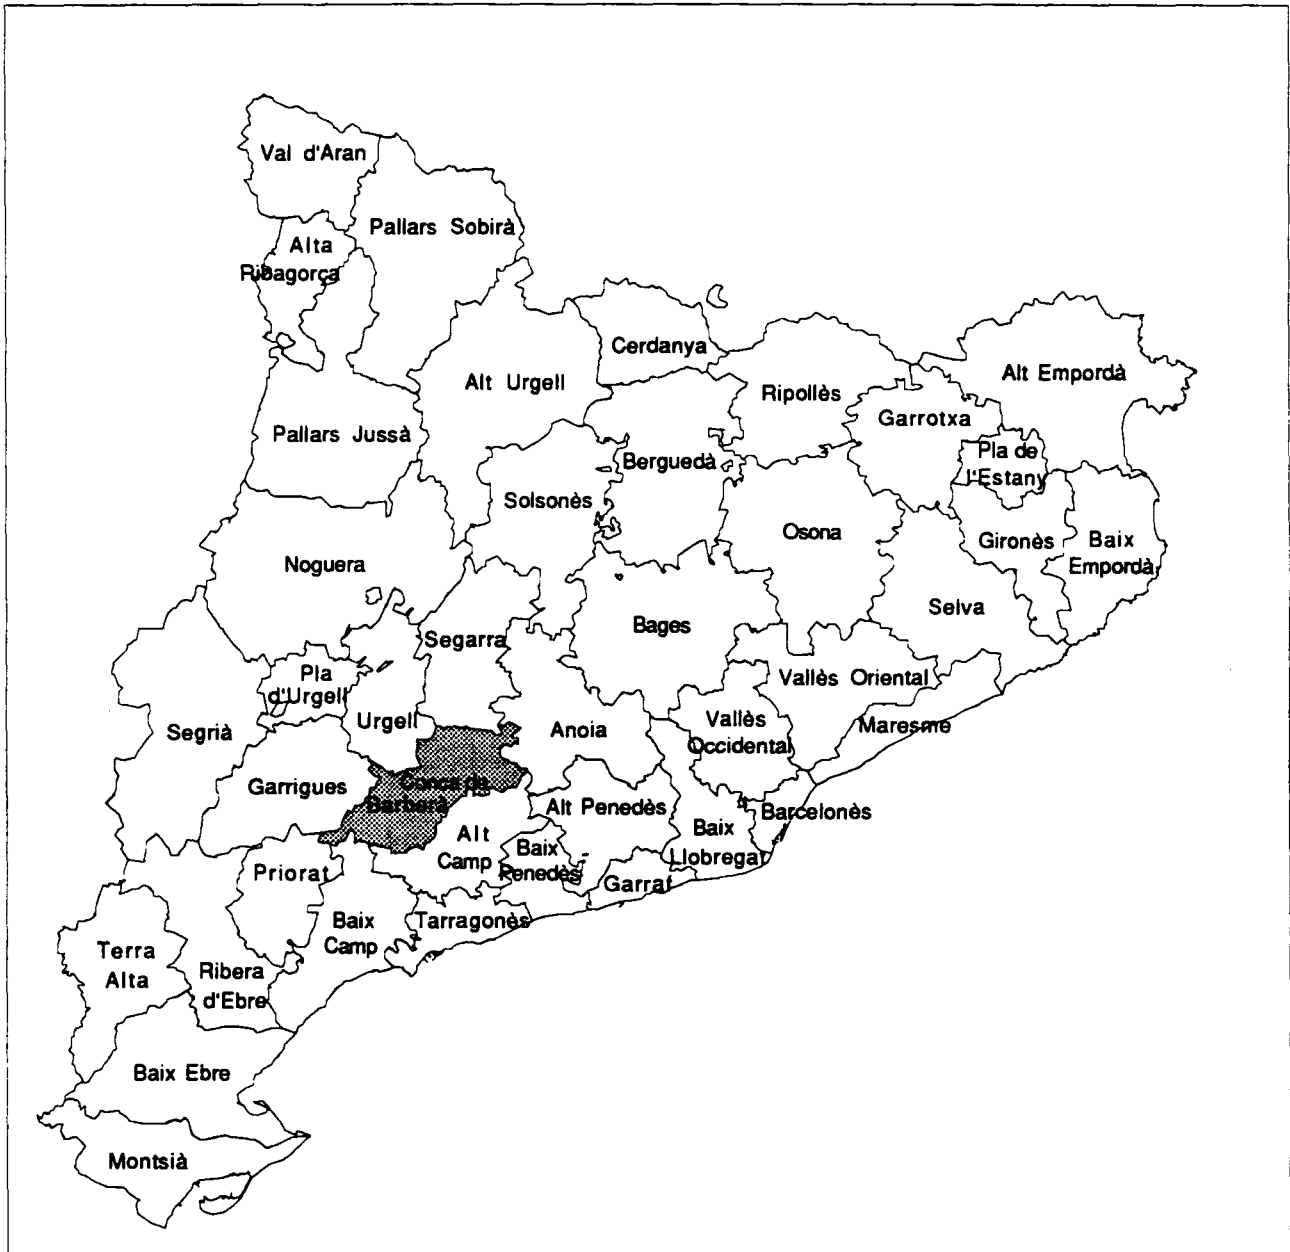 Val d'Aran
Pallars Sobirà
Alta
Ribagorça
Cerdanya
Alt Urgell
Ripollès
Alt Empordà
Garrotxa
Pallars Jussà
Pla de
l'Estany
Berguedà
Solsonès
Osona
Gironès
Baix
Empordà
Noguera
Selva
Bages
Segarra
Pla
d'Urgell
Vallès Oriental
Segrià
Urgell
Anoia
Vallès
Occidental
Maresme
Garrigues
Conca de
Barberà
Alt Penedès
Barcelonès
Baix
Llobregat
Alt
Camp
Baix
Penedès
Garraf
Priorat
Baix
Camp
Tarragonès
Terra
Alta
Ribera
d'Ebre
Baix Ebre
Montsià